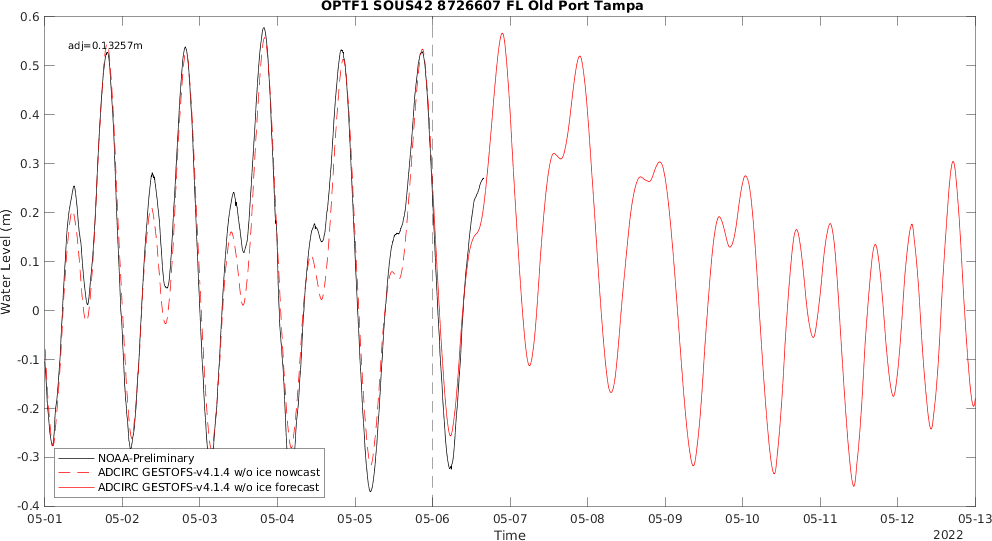 OPTF1 SOUS42 8726607 FL Old Port Tampa
adj=0.13257m
0.6
0.5
0.4
0.3
0.2
0.1
0
-0.1
-0.2
-0.3
-0.4
Water Level (m)
NOAA-Preliminary
ADCIRC GESTOFS-v4.1.4 w/o ice nowcast
ADCIRC GESTOFS-v4.1.4 w/o ice forecast
05-01 05-02 05-03 05-04 05-05 05-06 05-07 05-08 05-09 05-10 05-11 05-12 05-13
Time
2022